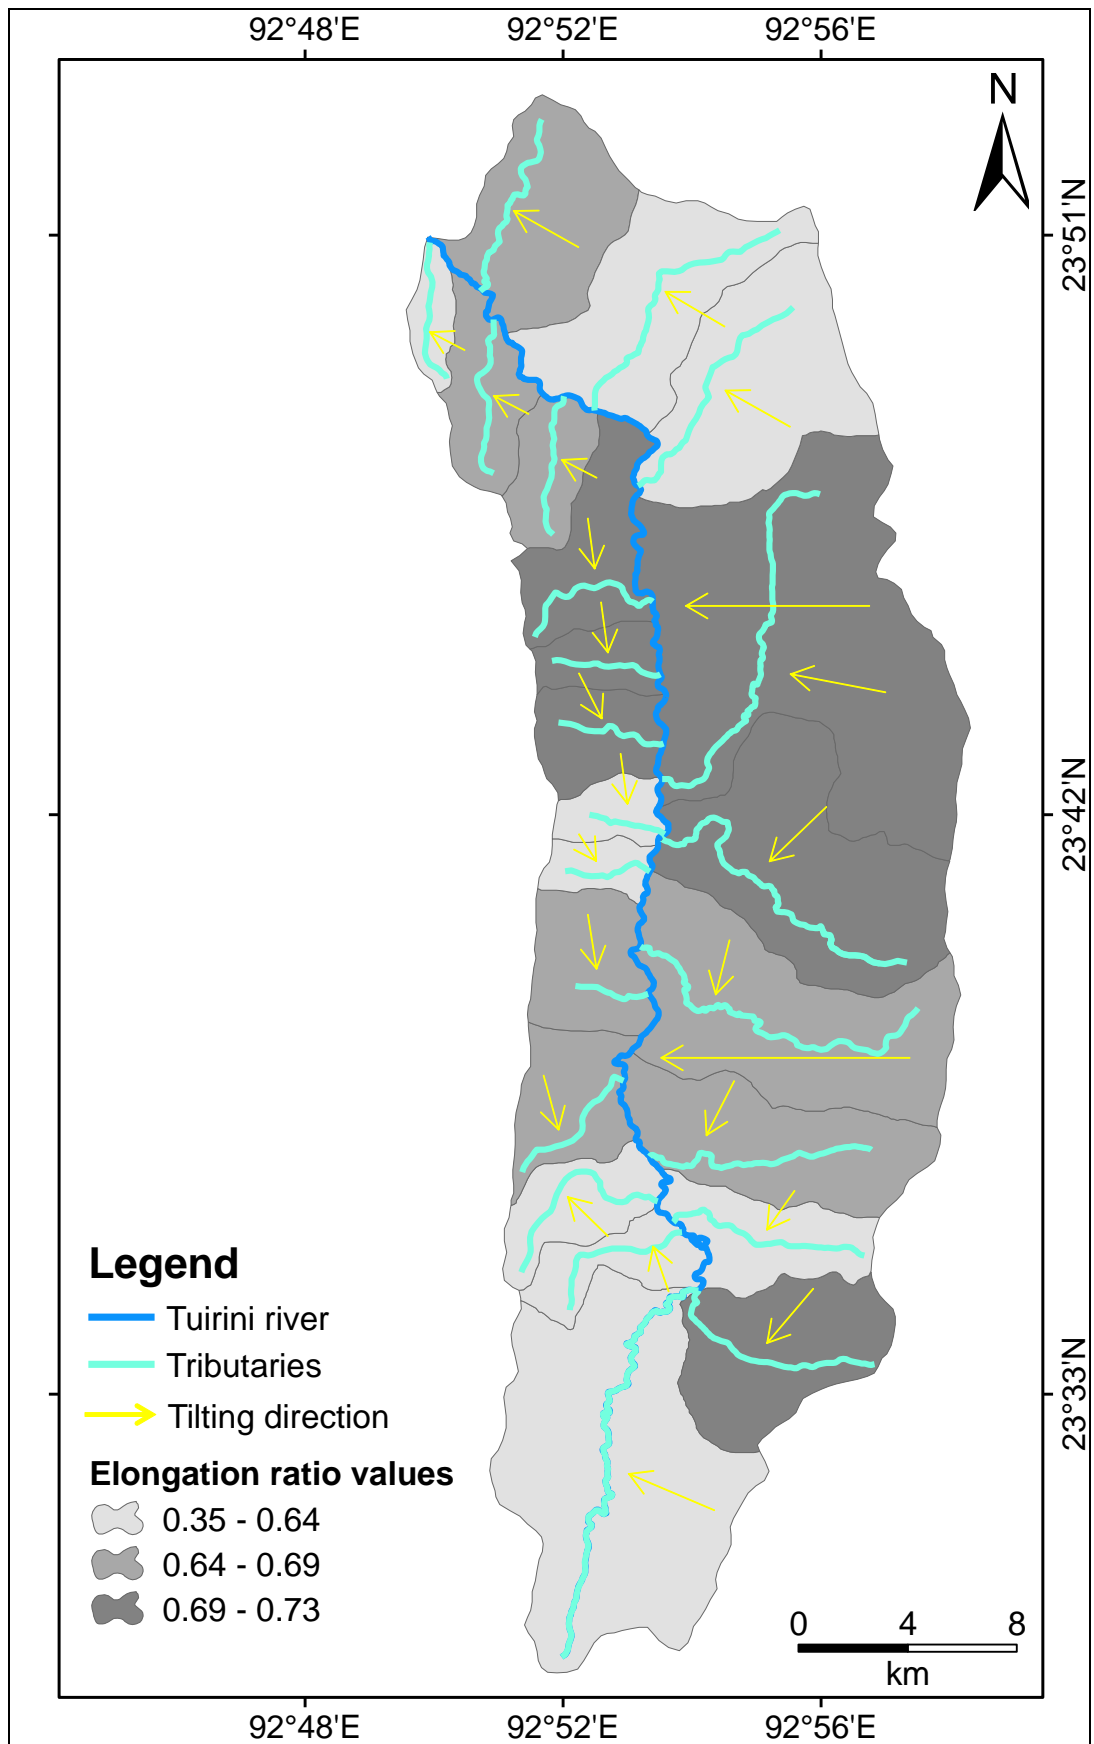 92°48'E 92°52'E 92°56'E
N
23°51'N
23°42'N
23°33'N
Legend
Tuirini river
Tributaries
Tilting direction
Elongation ratio values
0.35 - 0.64
0.64 - 0.69
0.69 - 0.73
0 4 8
km
92°48'E 92°52'E 92°56'E